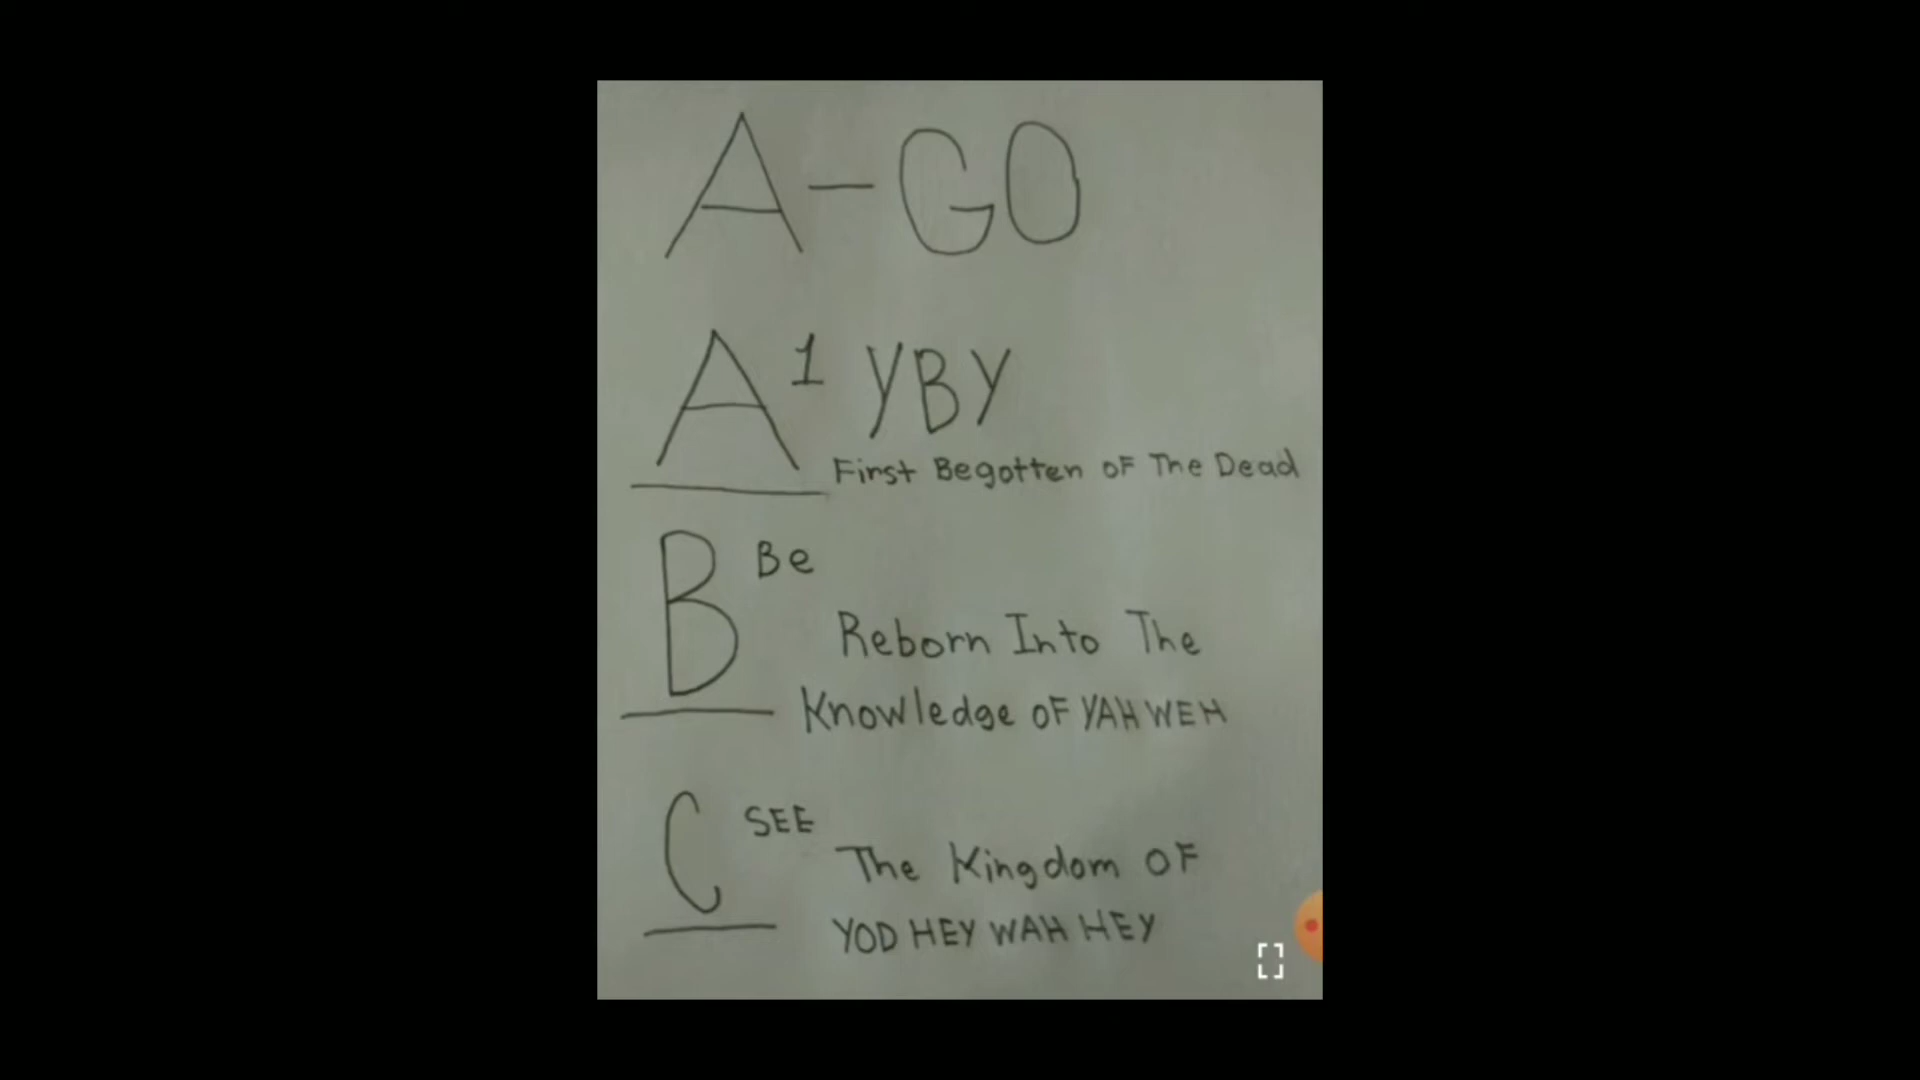 A-GO
A 1 YBY
First Begotten OF The Dead
B Be
Reborn Into The
Knowledge OF YAHWEH
C SEE
The Kingdom OF
YOD HEY WAH HEY